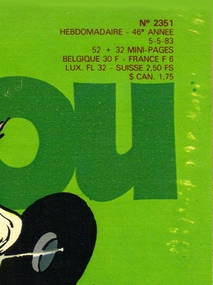 Nº 2351
HEBDOMADAIRE - 46e ANNEE
5-5-83
52 + 32 MINI-PAGES
BELGIQUE 30 F - FRANCE F 6
LUX. FL 32 - SUISSE 2,50 FS
$ CAN. 1,75
ou